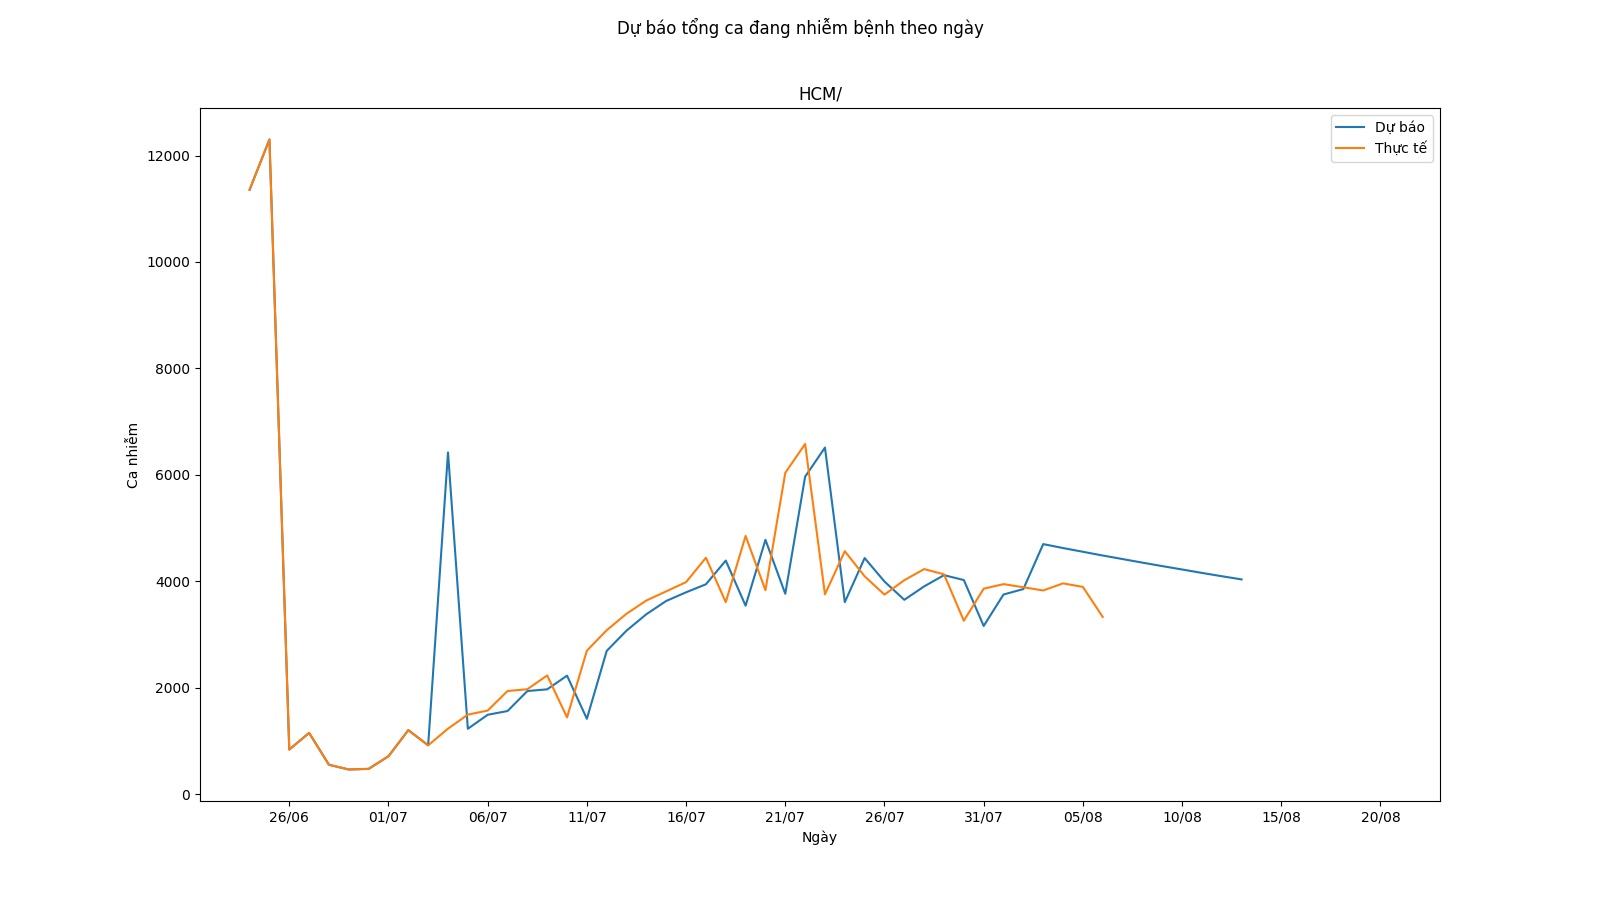 Dự báo tổng ca đang nhiễm bệnh theo ngày
HCM/
Dự báo
Thực tế
12000
10000
8000
6000
4000
2000
0
Ca nhiễm
26/06 01/07 06/07 11/07 16/07 21/07 26/07 31/07 05/08 10/08 15/08 20/08
Ngày